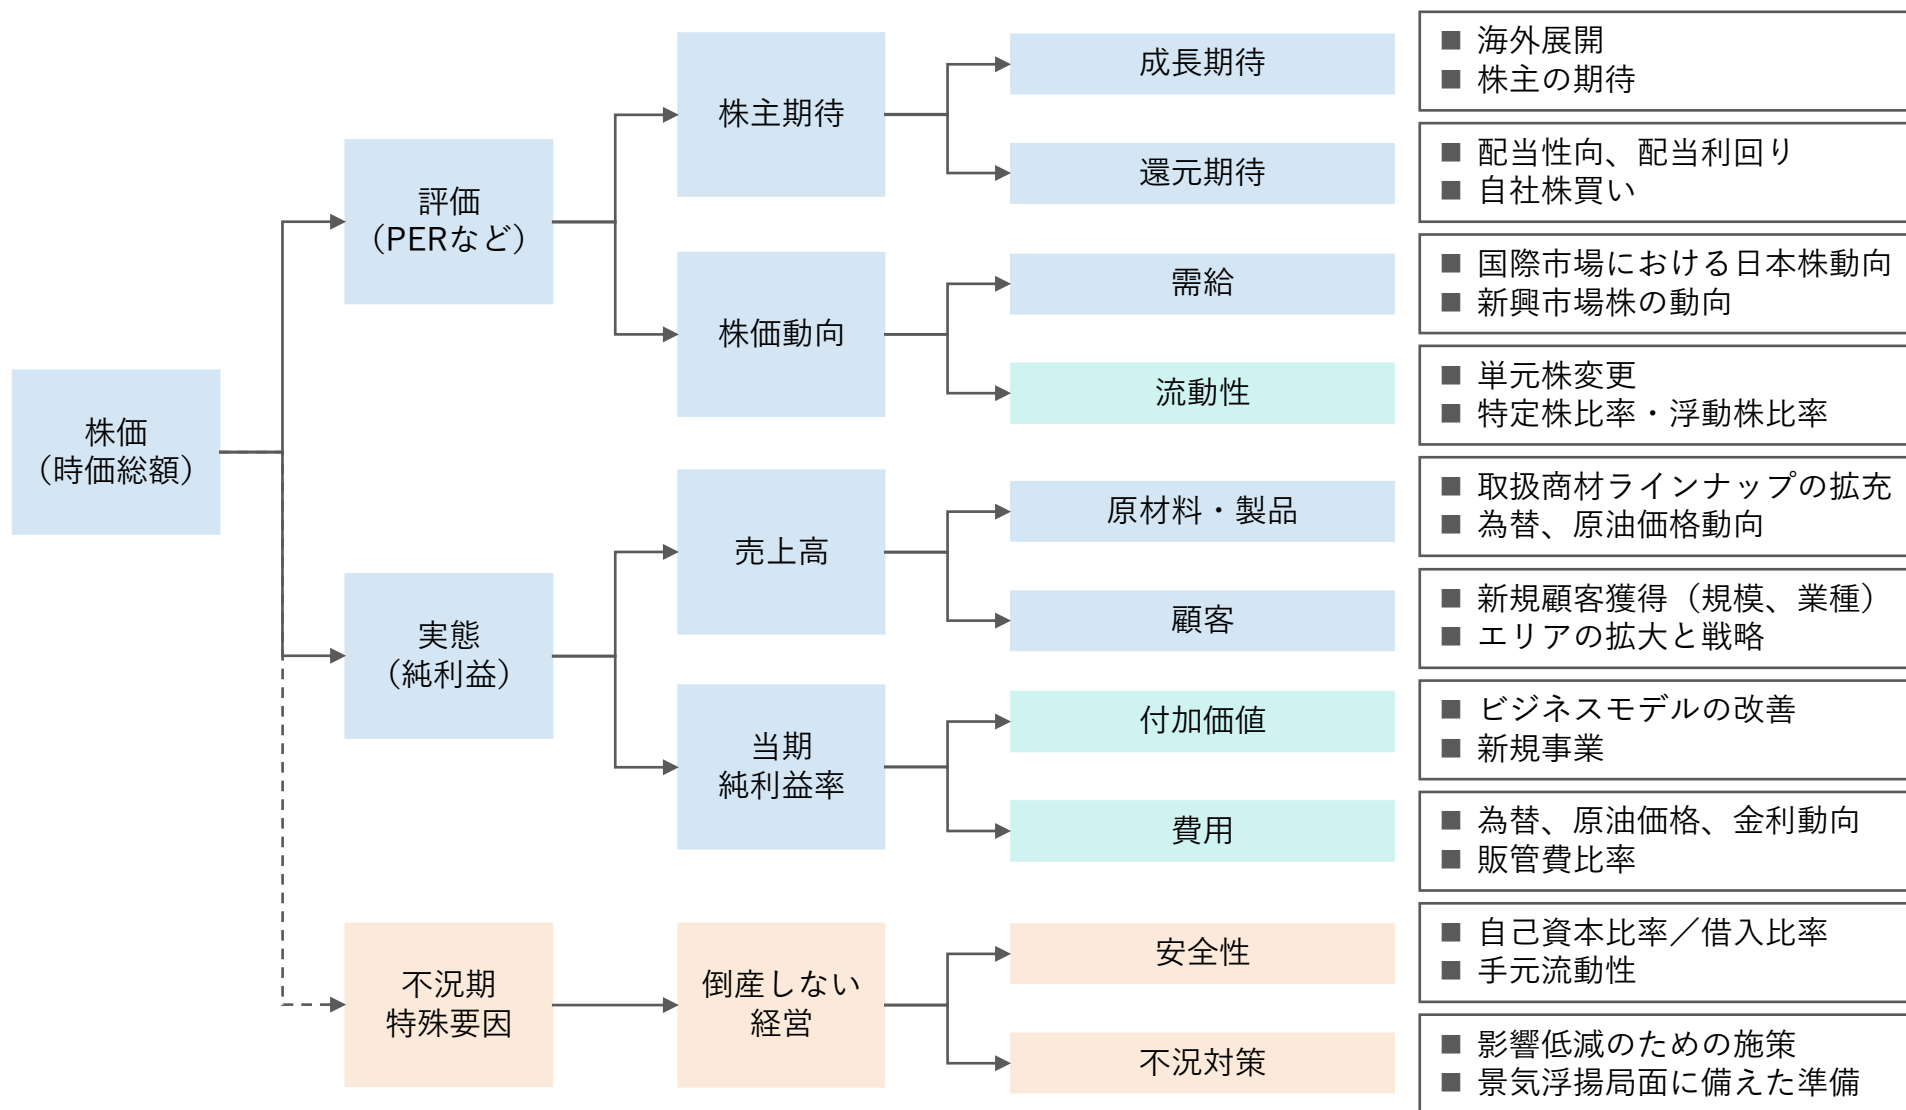 株価
（時価総額）
評価
（PERなど）
実態
（純利益）
不況期
特殊要因
株主期待
株価動向
売上高
当期
純利益率
倒産しない
経営
成長期待
還元期待
需給
流動性
原材料・製品
顧客
付加価値
費用
安全性
不況対策
■ 海外展開
■ 株主の期待
■ 配当性向、配当利回り
■ 自社株買い
■ 国際市場における日本株動向
■ 新興市場株の動向
■ 単元株変更
■ 特定株比率・浮動株比率
■ 取扱商材ラインナップの拡充
■ 為替、原油価格動向
■ 新規顧客獲得（規模、業種）
■ エリアの拡大と戦略
■ ビジネスモデルの改善
■ 新規事業
■ 為替、原油価格、金利動向
■ 販管費比率
■ 自己資本比率／借入比率
■ 手元流動性
■ 影響低減のための施策
■ 景気浮揚局面に備えた準備